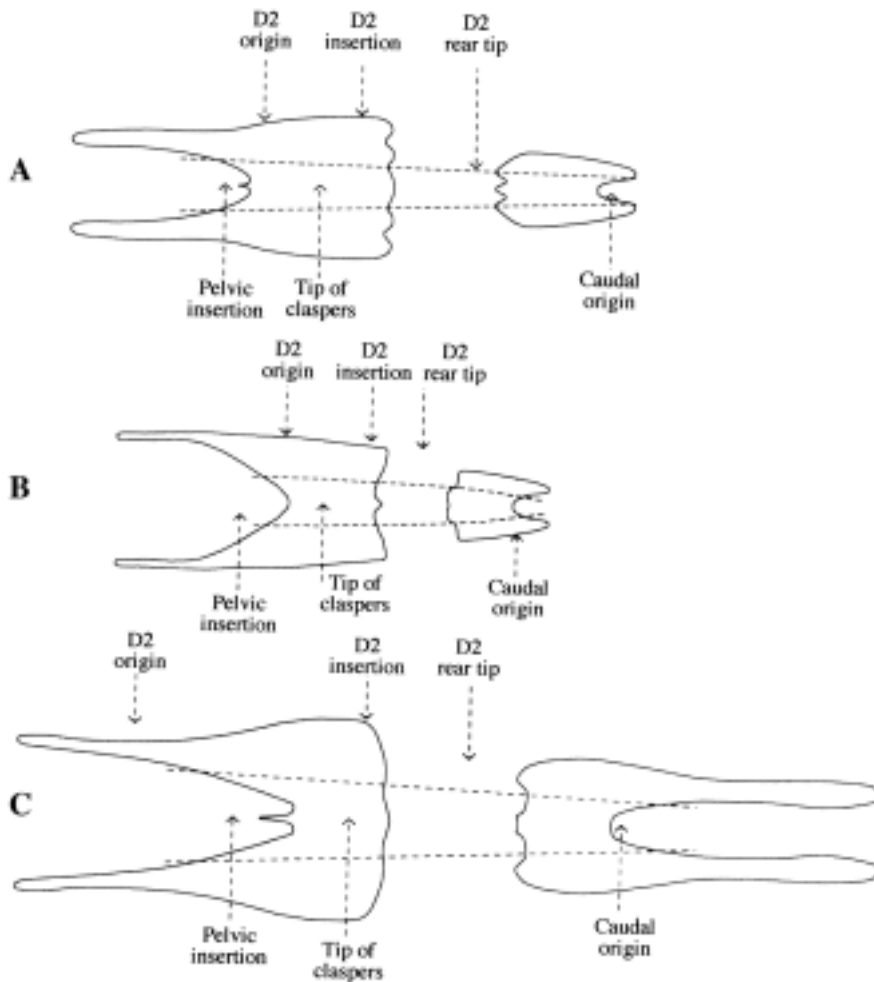 D2
origin
D2
insertion
D2
rear tip
A
Pelvic
insertion
Tip of
claspers
Caudal
origin
D2
origin
D2
insertion
D2
rear tip
B
Pelvic
insertion
Tip of
claspers
Caudal
origin
D2
origin
D2
insertion
D2
rear tip
C
Pelvic
insertion
Tip of
claspers
Caudal
origin